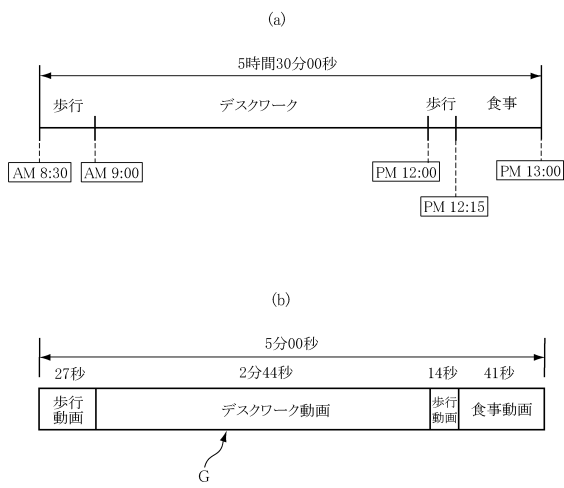 (a)
5時間30分00秒
歩行 デスクワーク 歩行 食事
AM 8:30 AM 9:00 PM 12:00 PM 13:00
PM 12:15
(b)
5分00秒
27秒 2分44秒 14秒 41秒
歩行動画 デスクワーク動画 歩行動画 食事動画
G